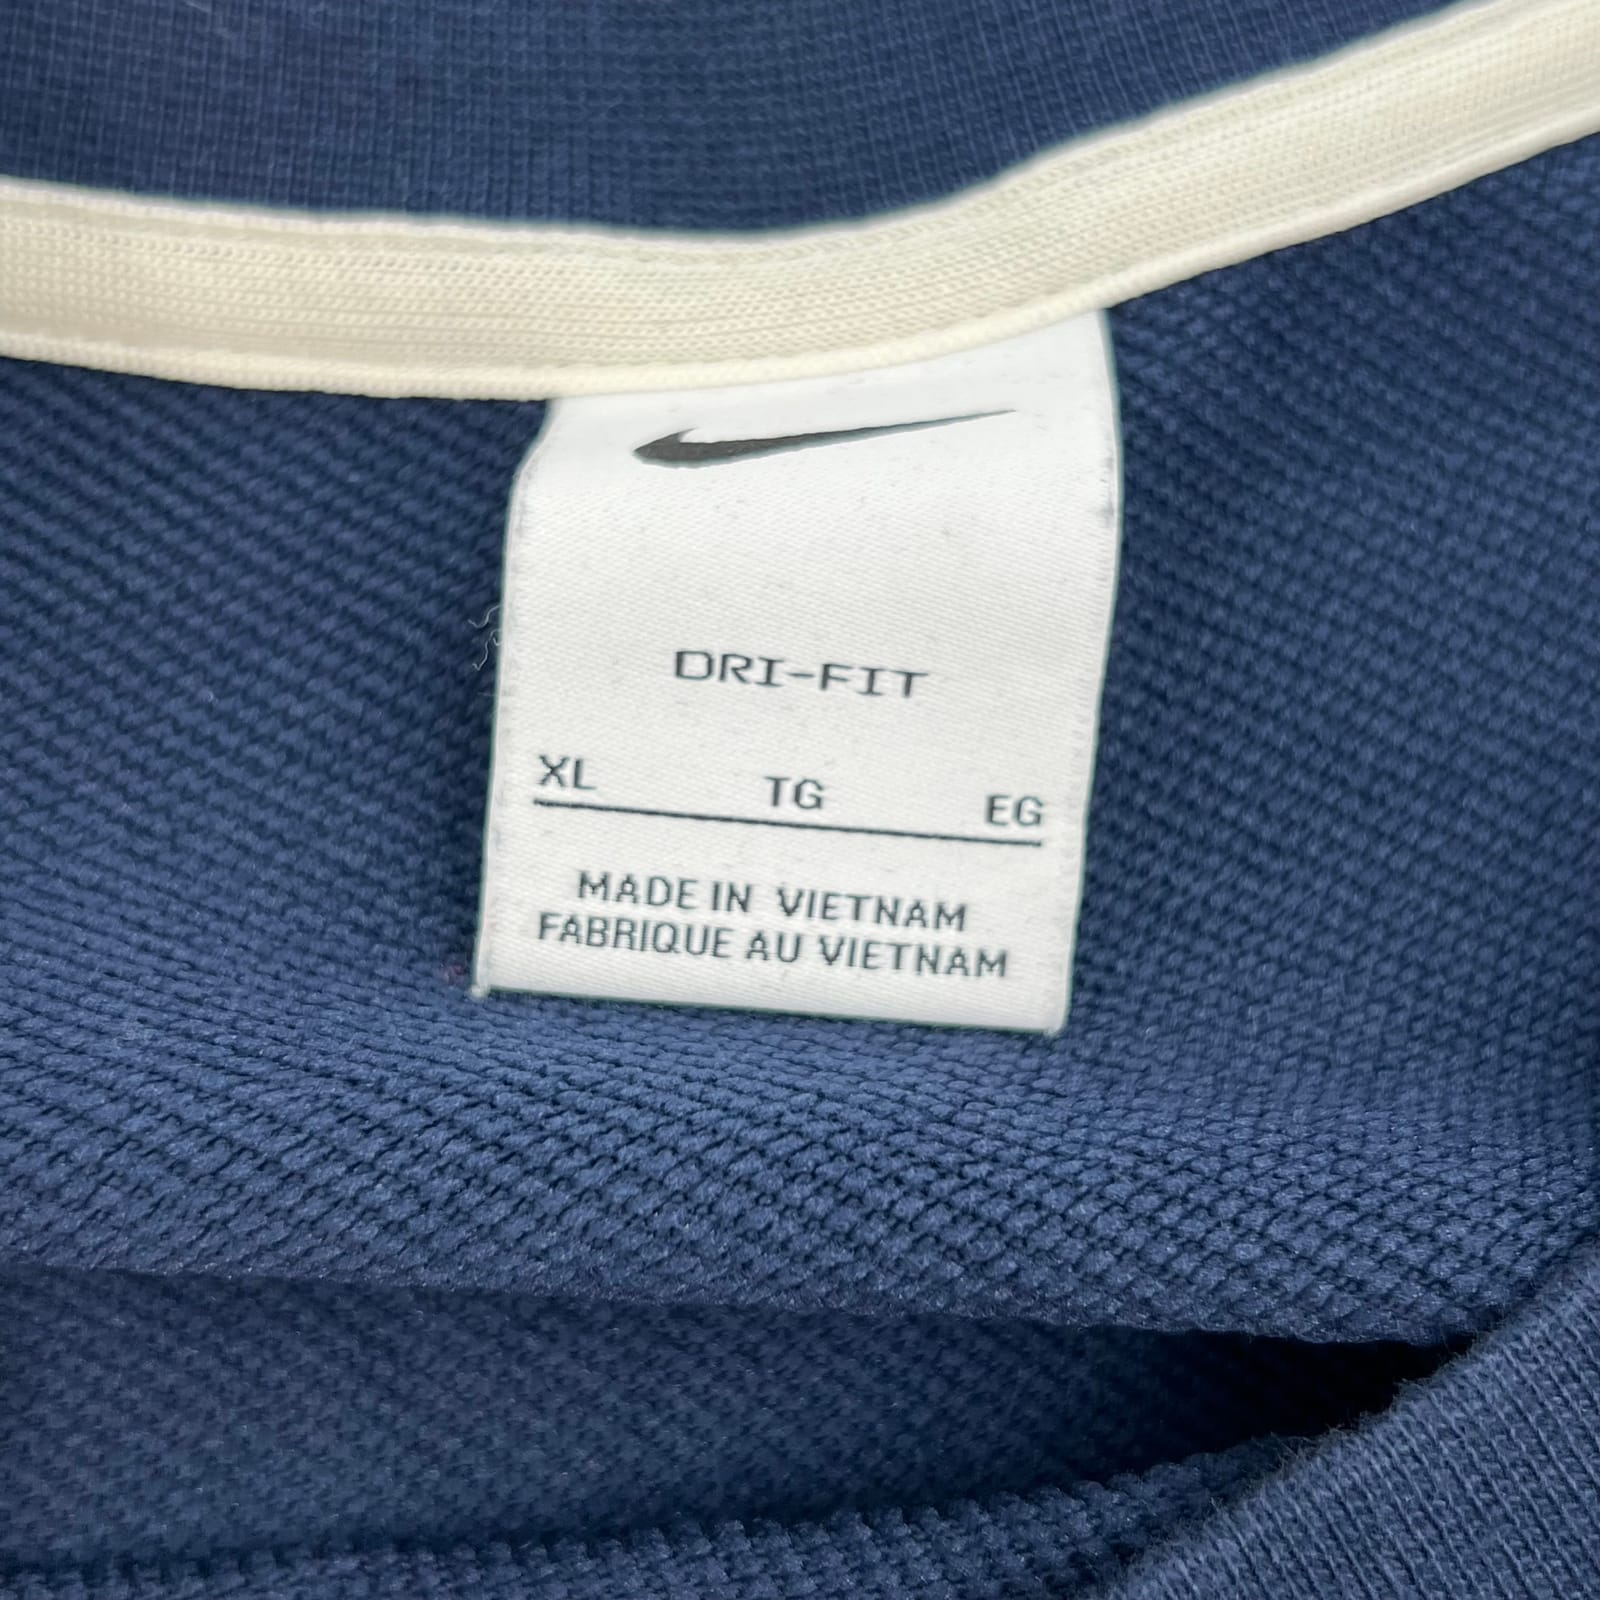 DRI-FIT
XL TG EG
MADE IN VIETNAM
FABRIQUE AU VIETNAM